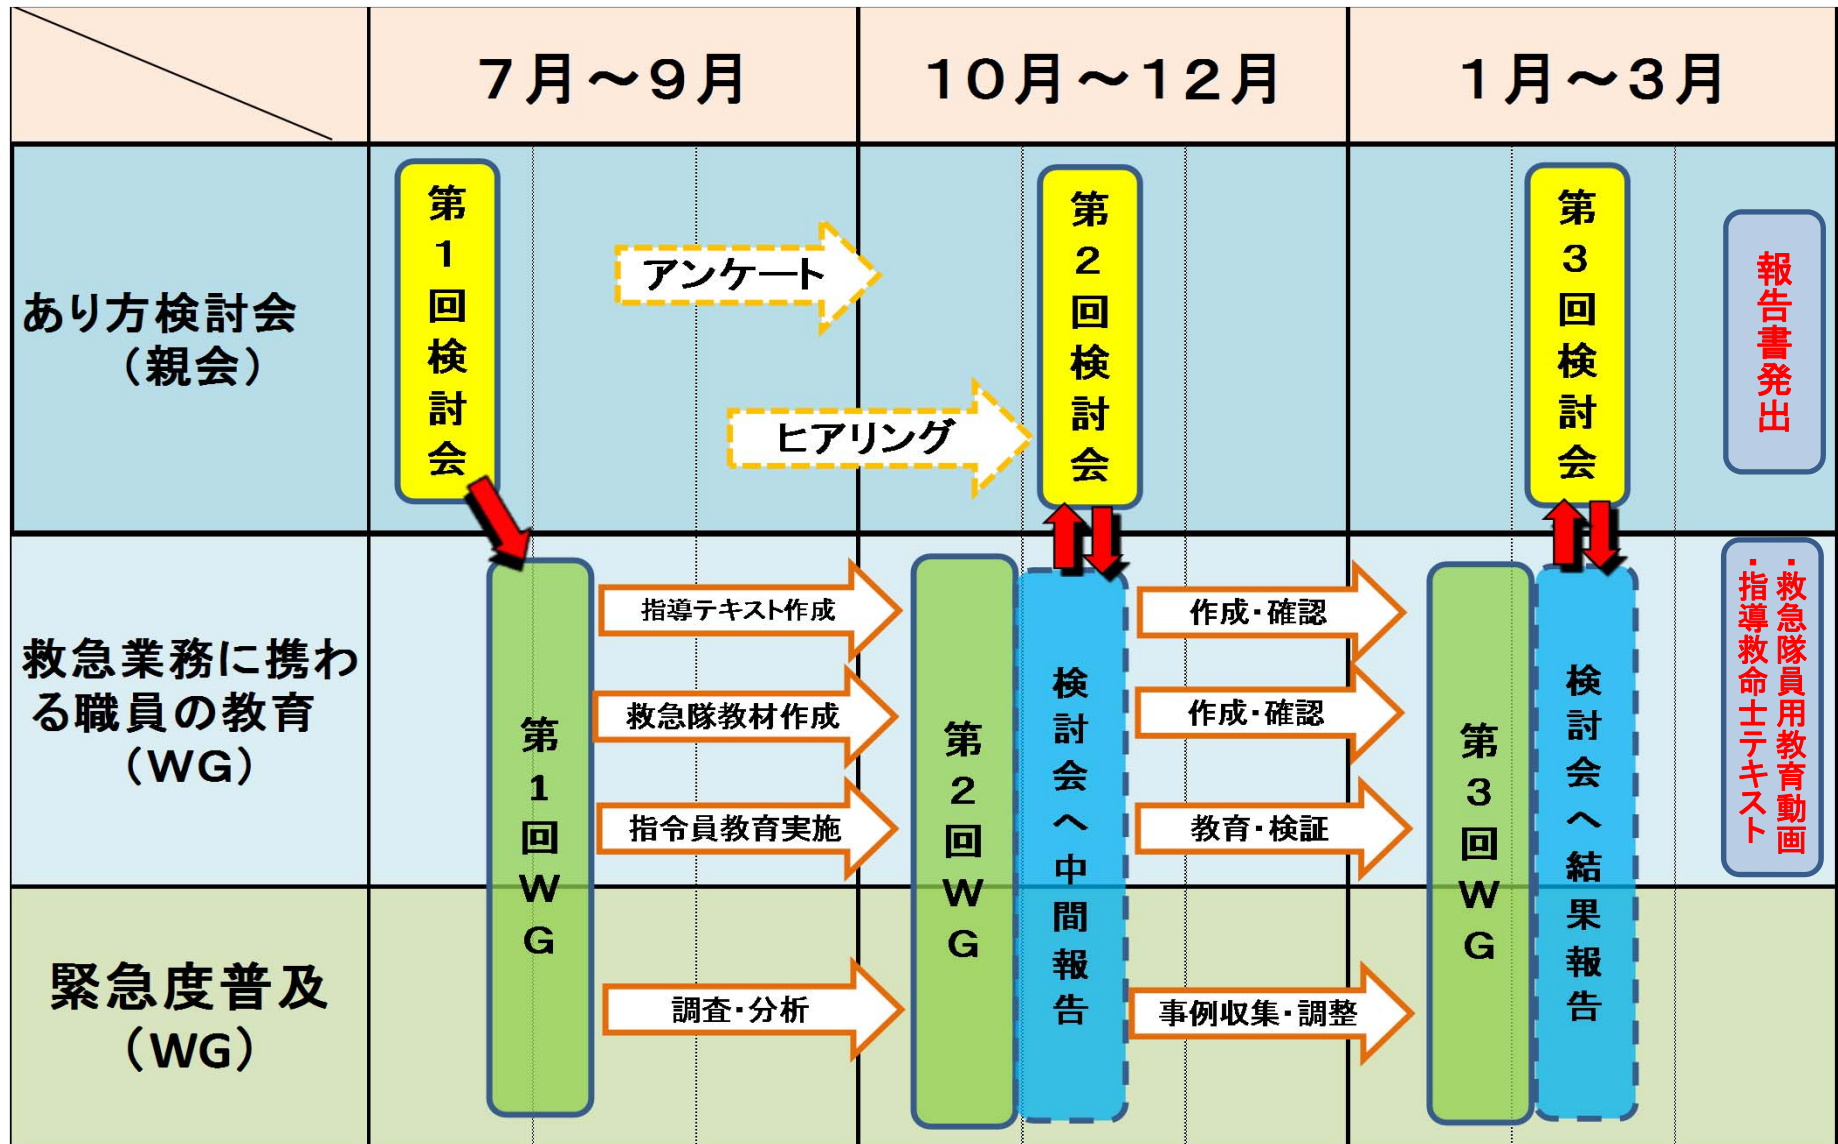 ７月～９月
１０月～１２月
１月～３月
あり方検討会
（親会）
第１回検討会
アンケート
ヒアリング
第２回検討会
第３回検討会
報告書発出
救急業務に携わ
る職員の教育
（ＷＧ）
第１回ＷＧ
指導テキスト作成
救急隊教材作成
指令員教育実施
第２回ＷＧ
検討会へ中間報告
作成・確認
作成・確認
教育・検証
第３回ＷＧ
検討会へ結果報告
・救急隊員用教育動画
・指導救命士テキスト
緊急度普及
（ＷＧ）
調査・分析
事例収集・調整